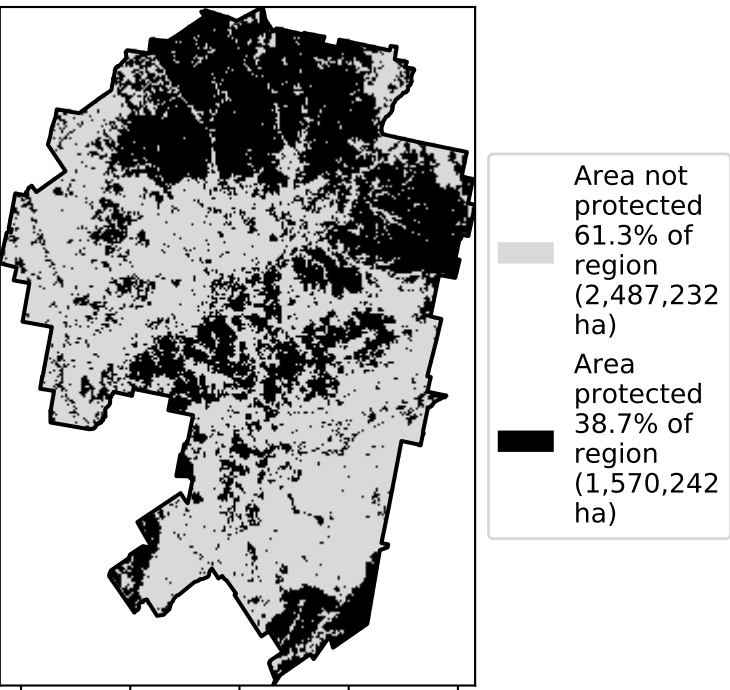 Area not
protected
61.3% of
region
(2,487,232
ha)
Area
protected
38.7% of
region
(1,570,242
ha)